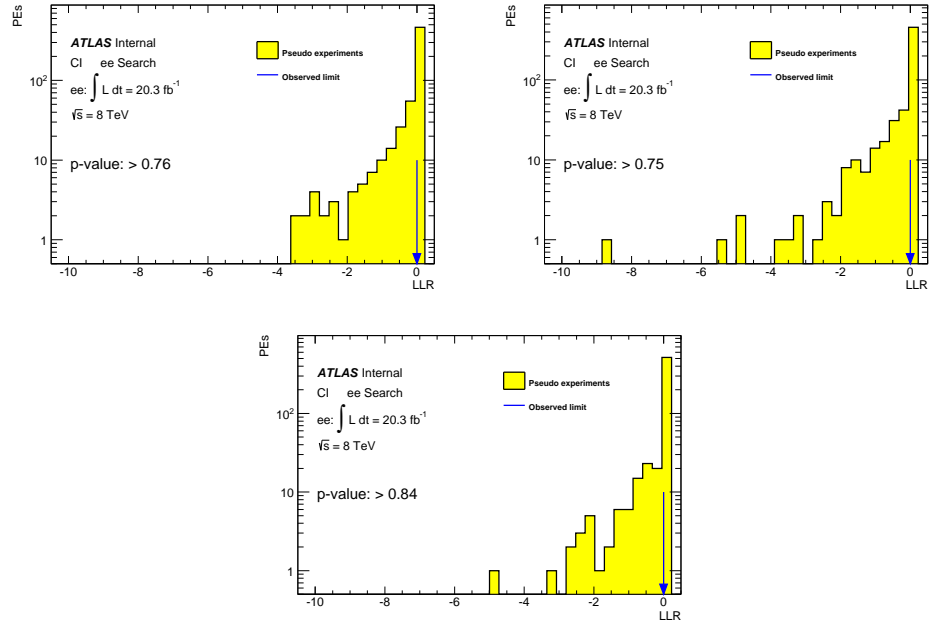 PEs
10²
10
1
ATLAS Internal
CI ee Search
ee: ∫ L dt = 20.3 fb⁻¹
√s = 8 TeV
p-value: > 0.76
Pseudo experiments
Observed limit
-10 -8 -6 -4 -2 0
LLR
PEs
10²
10
1
ATLAS Internal
CI ee Search
ee: ∫ L dt = 20.3 fb⁻¹
√s = 8 TeV
p-value: > 0.75
Pseudo experiments
Observed limit
-10 -8 -6 -4 -2 0
LLR
PEs
10²
10
1
ATLAS Internal
CI ee Search
ee: ∫ L dt = 20.3 fb⁻¹
√s = 8 TeV
p-value: > 0.84
Pseudo experiments
Observed limit
-10 -8 -6 -4 -2 0
LLR